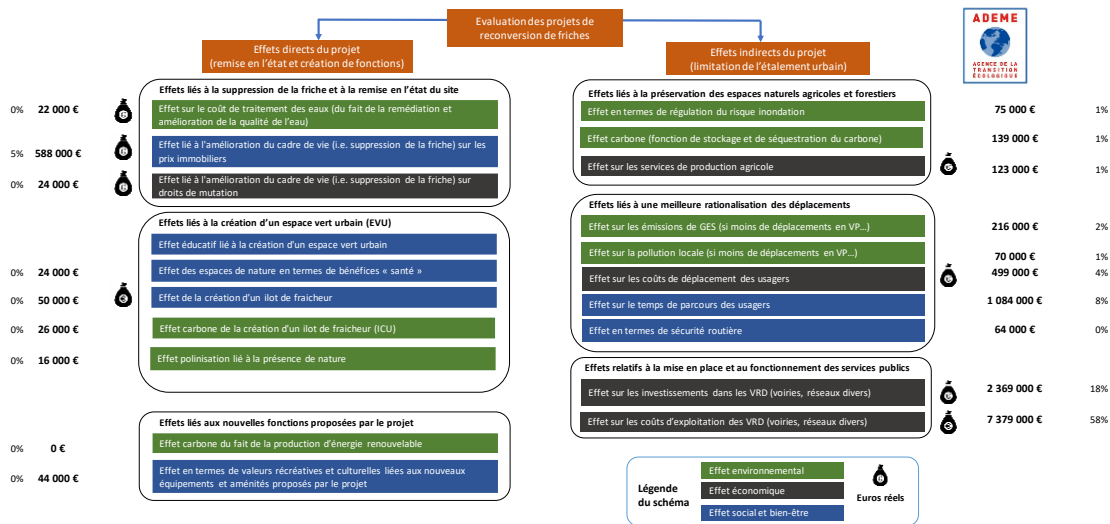 Evaluation des projets de
reconversion de friches
ADEME
AGENCE DE LA
TRANSITION
ÉCOLOGIQUE
Effets directs du projet
(remise en l'état et création de fonctions)
Effets indirects du projet
(limitation de l'étalement urbain)
Effets liés à la suppression de la friche et à la remise en l'état du site
0% 22 000 €
Effet sur le coût de traitement des eaux (du fait de la remédiation et
amélioration de la qualité de l'eau)
5% 588 000 €
Effet lié à l'amélioration du cadre de vie (i.e. suppression de la friche) sur les
prix immobiliers
0% 24 000 €
Effet lié à l'amélioration du cadre de vie (i.e. suppression de la friche) sur
droits de mutation
Effets liés à la création d'un espace vert urbain (EVU)
Effet éducatif lié à la création d'un espace vert urbain
0% 24 000 €
Effet des espaces de nature en termes de bénéfices « santé »
0% 50 000 €
Effet de la création d'un ilot de fraicheur
0% 26 000 €
Effet carbone de la création d'un ilot de fraicheur (ICU)
0% 16 000 €
Effet polinisation lié à la présence de nature
Effets liés aux nouvelles fonctions proposées par le projet
0% 0 €
Effet carbone du fait de la production d'énergie renouvelable
0% 44 000 €
Effet en termes de valeurs récréatives et culturelles liées aux nouveaux
équipements et aménités proposés par le projet
Effets liés à la préservation des espaces naturels agricoles et forestiers
Effet en termes de régulation du risque inondation
75 000 € 1%
Effet carbone (fonction de stockage et de séquestration du carbone)
139 000 € 1%
Effet sur les services de production agricole
123 000 € 1%
Effets liés à une meilleure rationalisation des déplacements
Effet sur les émissions de GES (si moins de déplacements en VP…)
216 000 € 2%
Effet sur la pollution locale (si moins de déplacements en VP…)
70 000 € 1%
Effet sur les coûts de déplacement des usagers
499 000 € 4%
Effet sur le temps de parcours des usagers
1 084 000 € 8%
Effet en termes de sécurité routière
64 000 € 0%
Effets relatifs à la mise en place et au fonctionnement des services publics
Effet sur les investissements dans les VRD (voiries, réseaux divers)
2 369 000 € 18%
Effet sur les coûts d'exploitation des VRD (voiries, réseaux divers)
7 379 000 € 58%
Légende
du schéma
Effet environnemental
Effet économique
Effet social et bien-être
Euros réels